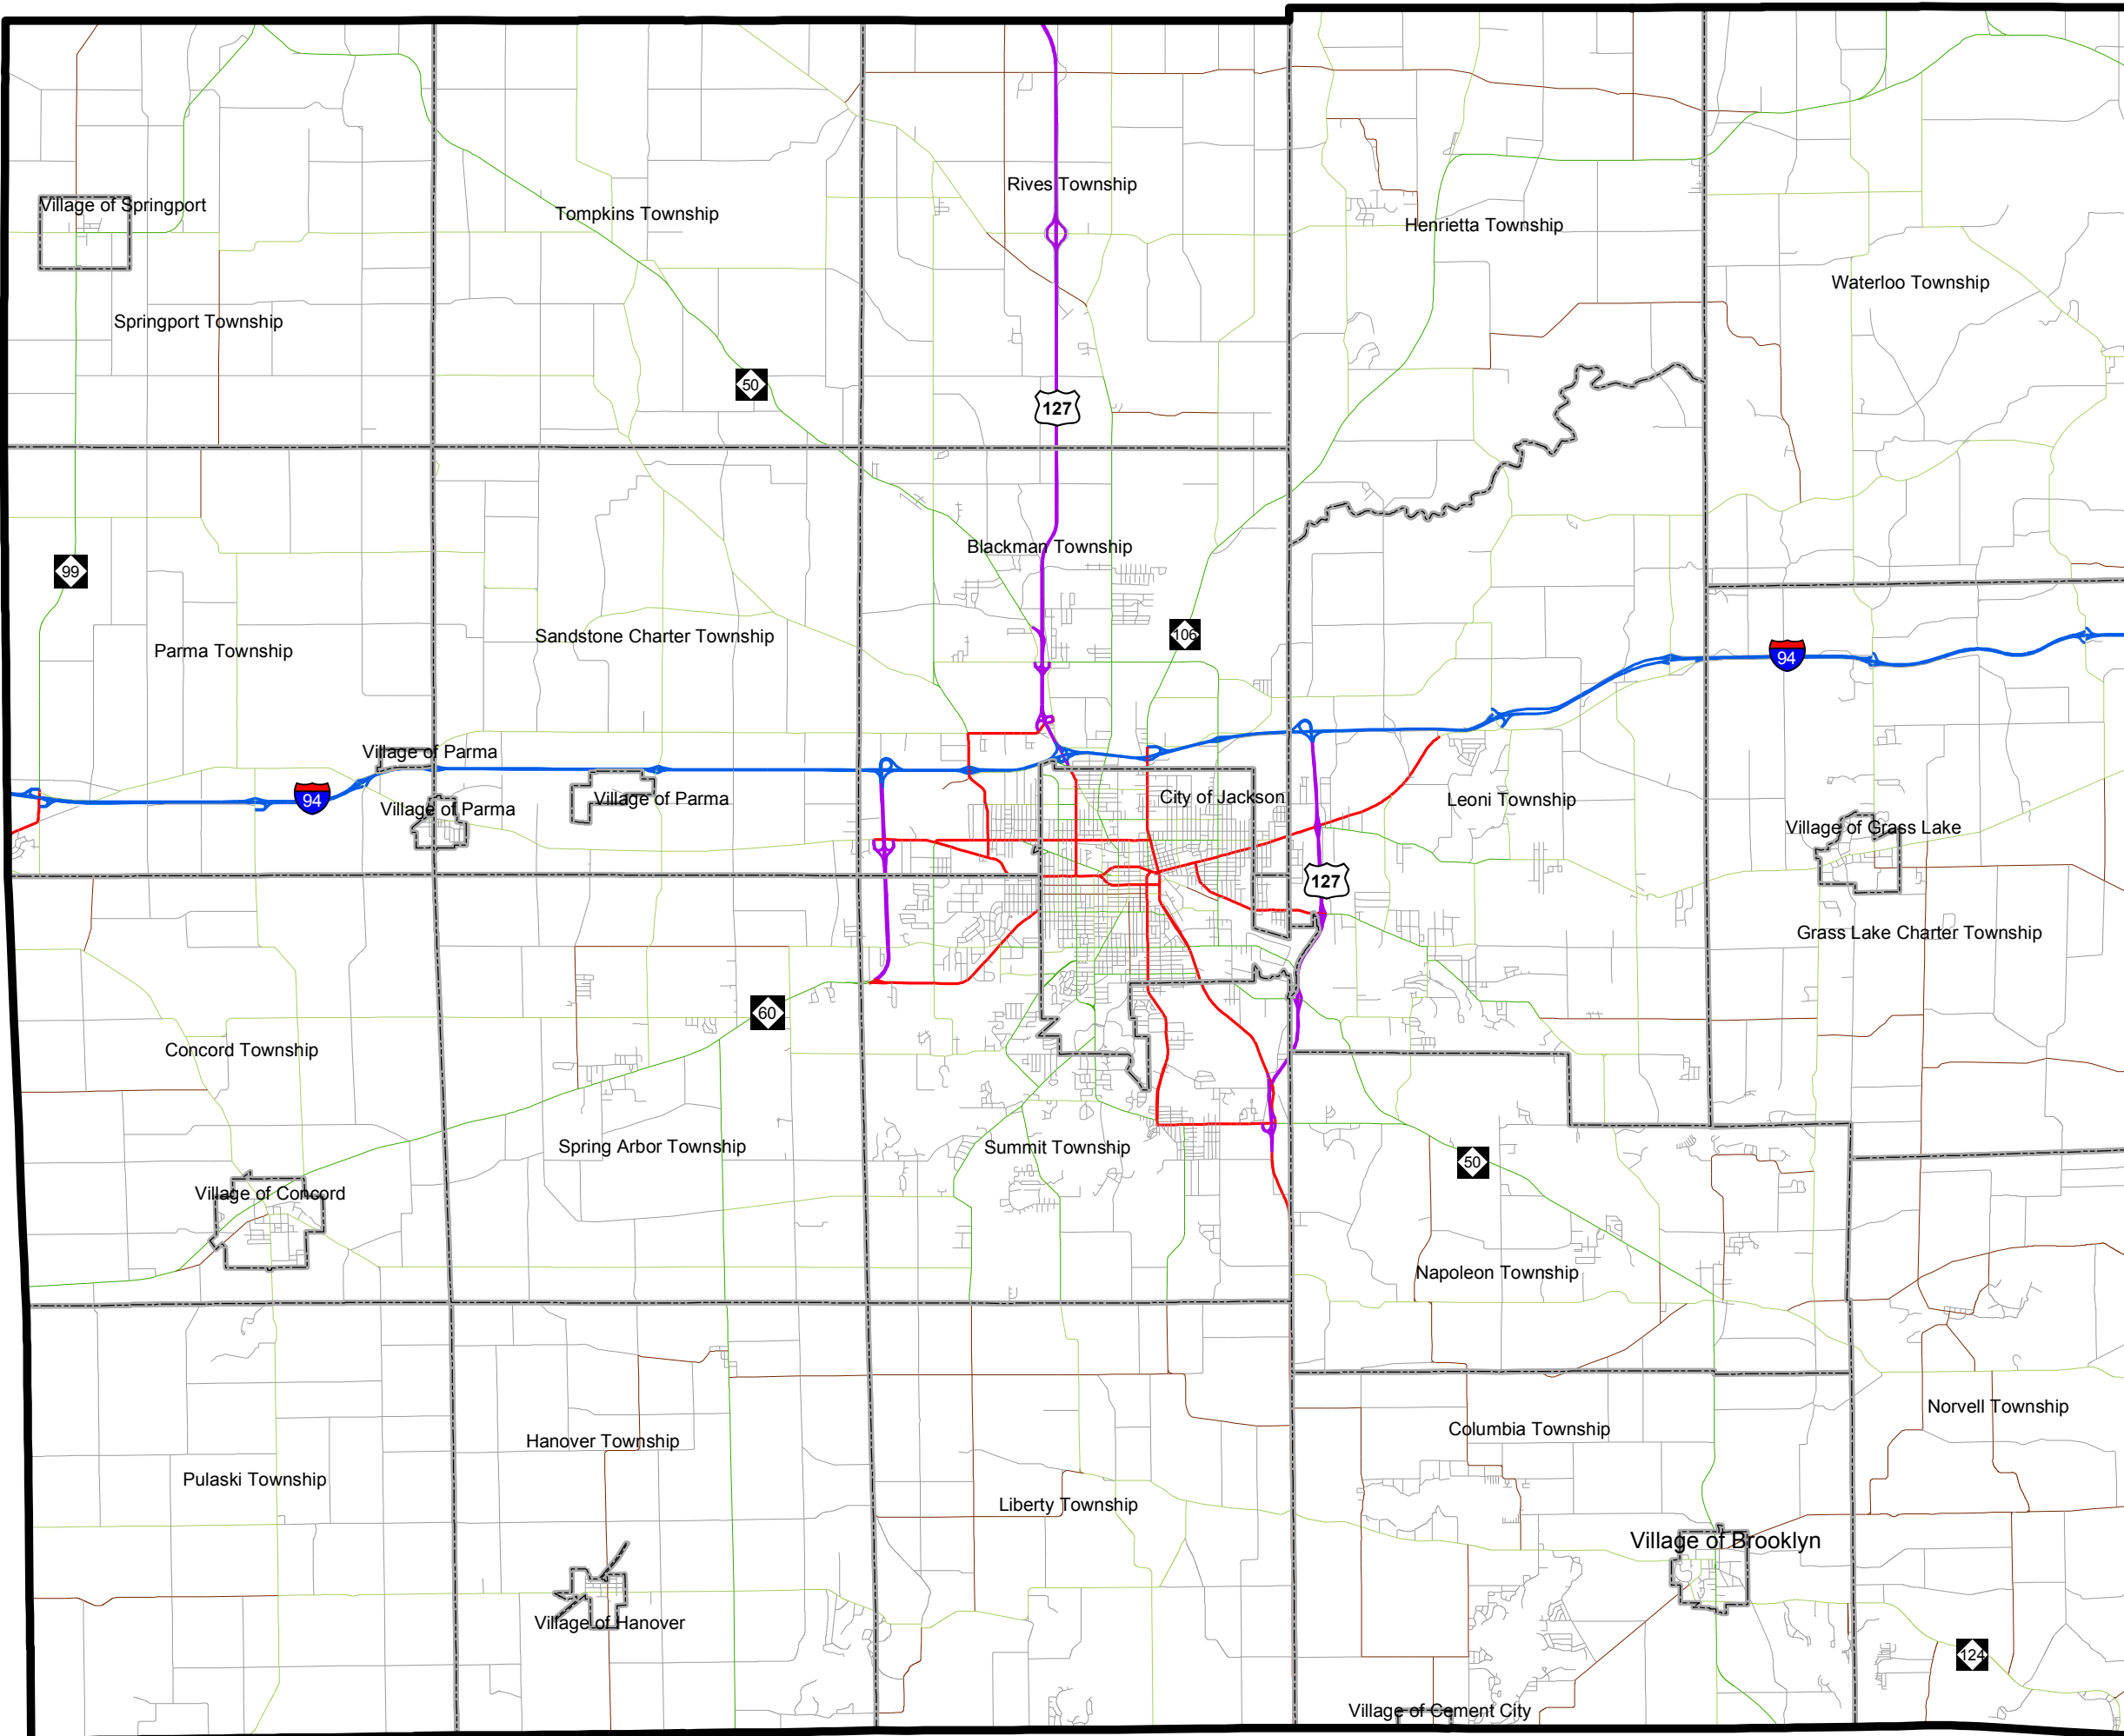 Rives Township
Village of Springport
Tompkins Township
Henrietta Township
Waterloo Township
Springport Township
50
127
Blackman Township
99
106
Sandstone Charter Township
Parma Township
94
Village of Parma
94
Village of Parma
City of Jackson
Leoni Township
Village of Parma
Village of Grass Lake
127
Grass Lake Charter Township
60
Concord Township
Spring Arbor Township
Summit Township
50
Village of Concord
Napoleon Township
Norvell Township
Columbia Township
Hanover Township
Pulaski Township
Liberty Township
Village of Brooklyn
Village of Hanover
124
Village of Cement City